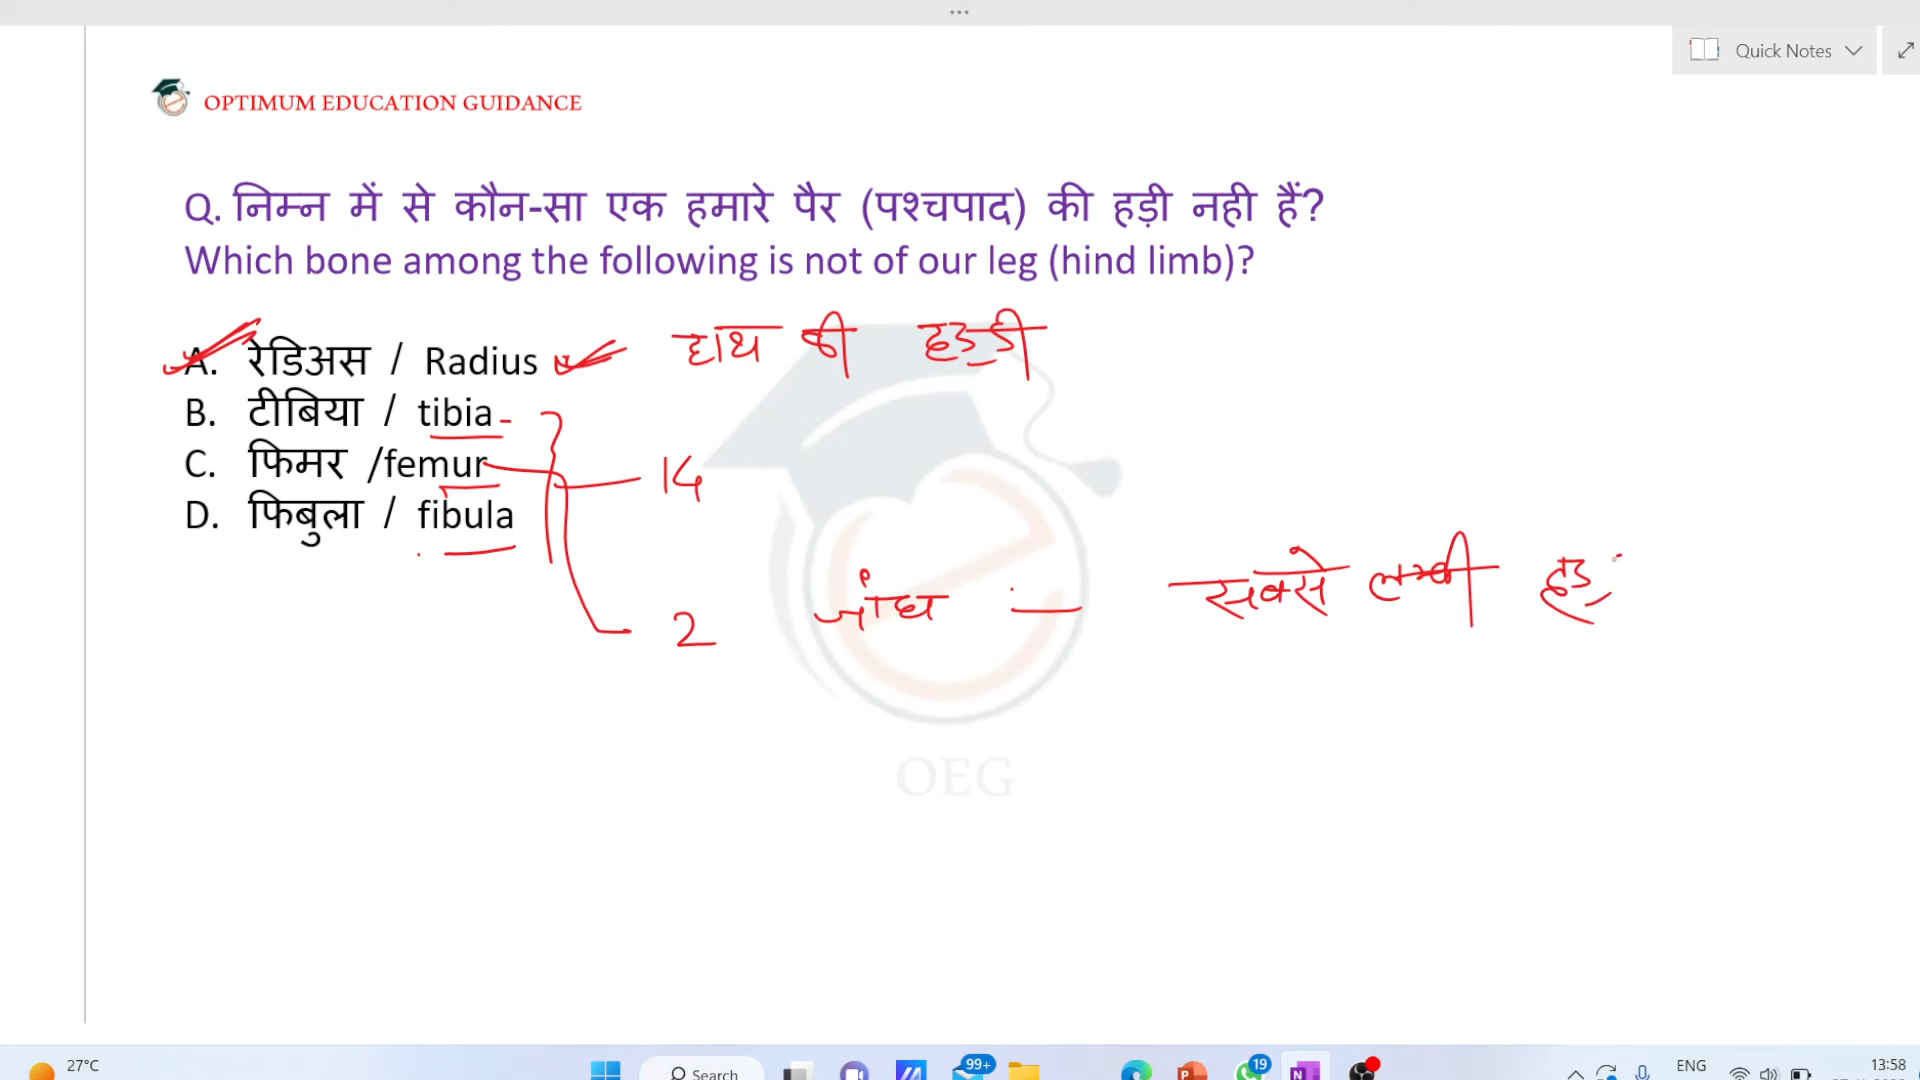 Quick Notes
OPTIMUM EDUCATION GUIDANCE
Q. निम्न में से कौन-सा एक हमारे पैर (पश्चपाद) की हड़ी नही हैं?
Which bone among the following is not of our leg (hind limb)?
A. रेडिअस / Radius हाथ की हड्डी
B. टीबिया / tibia -
C. फिमर /femur 14
D. फिबुला / fibula
2 जांघ :— सबसे लम्बी हड
OEG
27°C Search 99+ 19 ENG 13:58